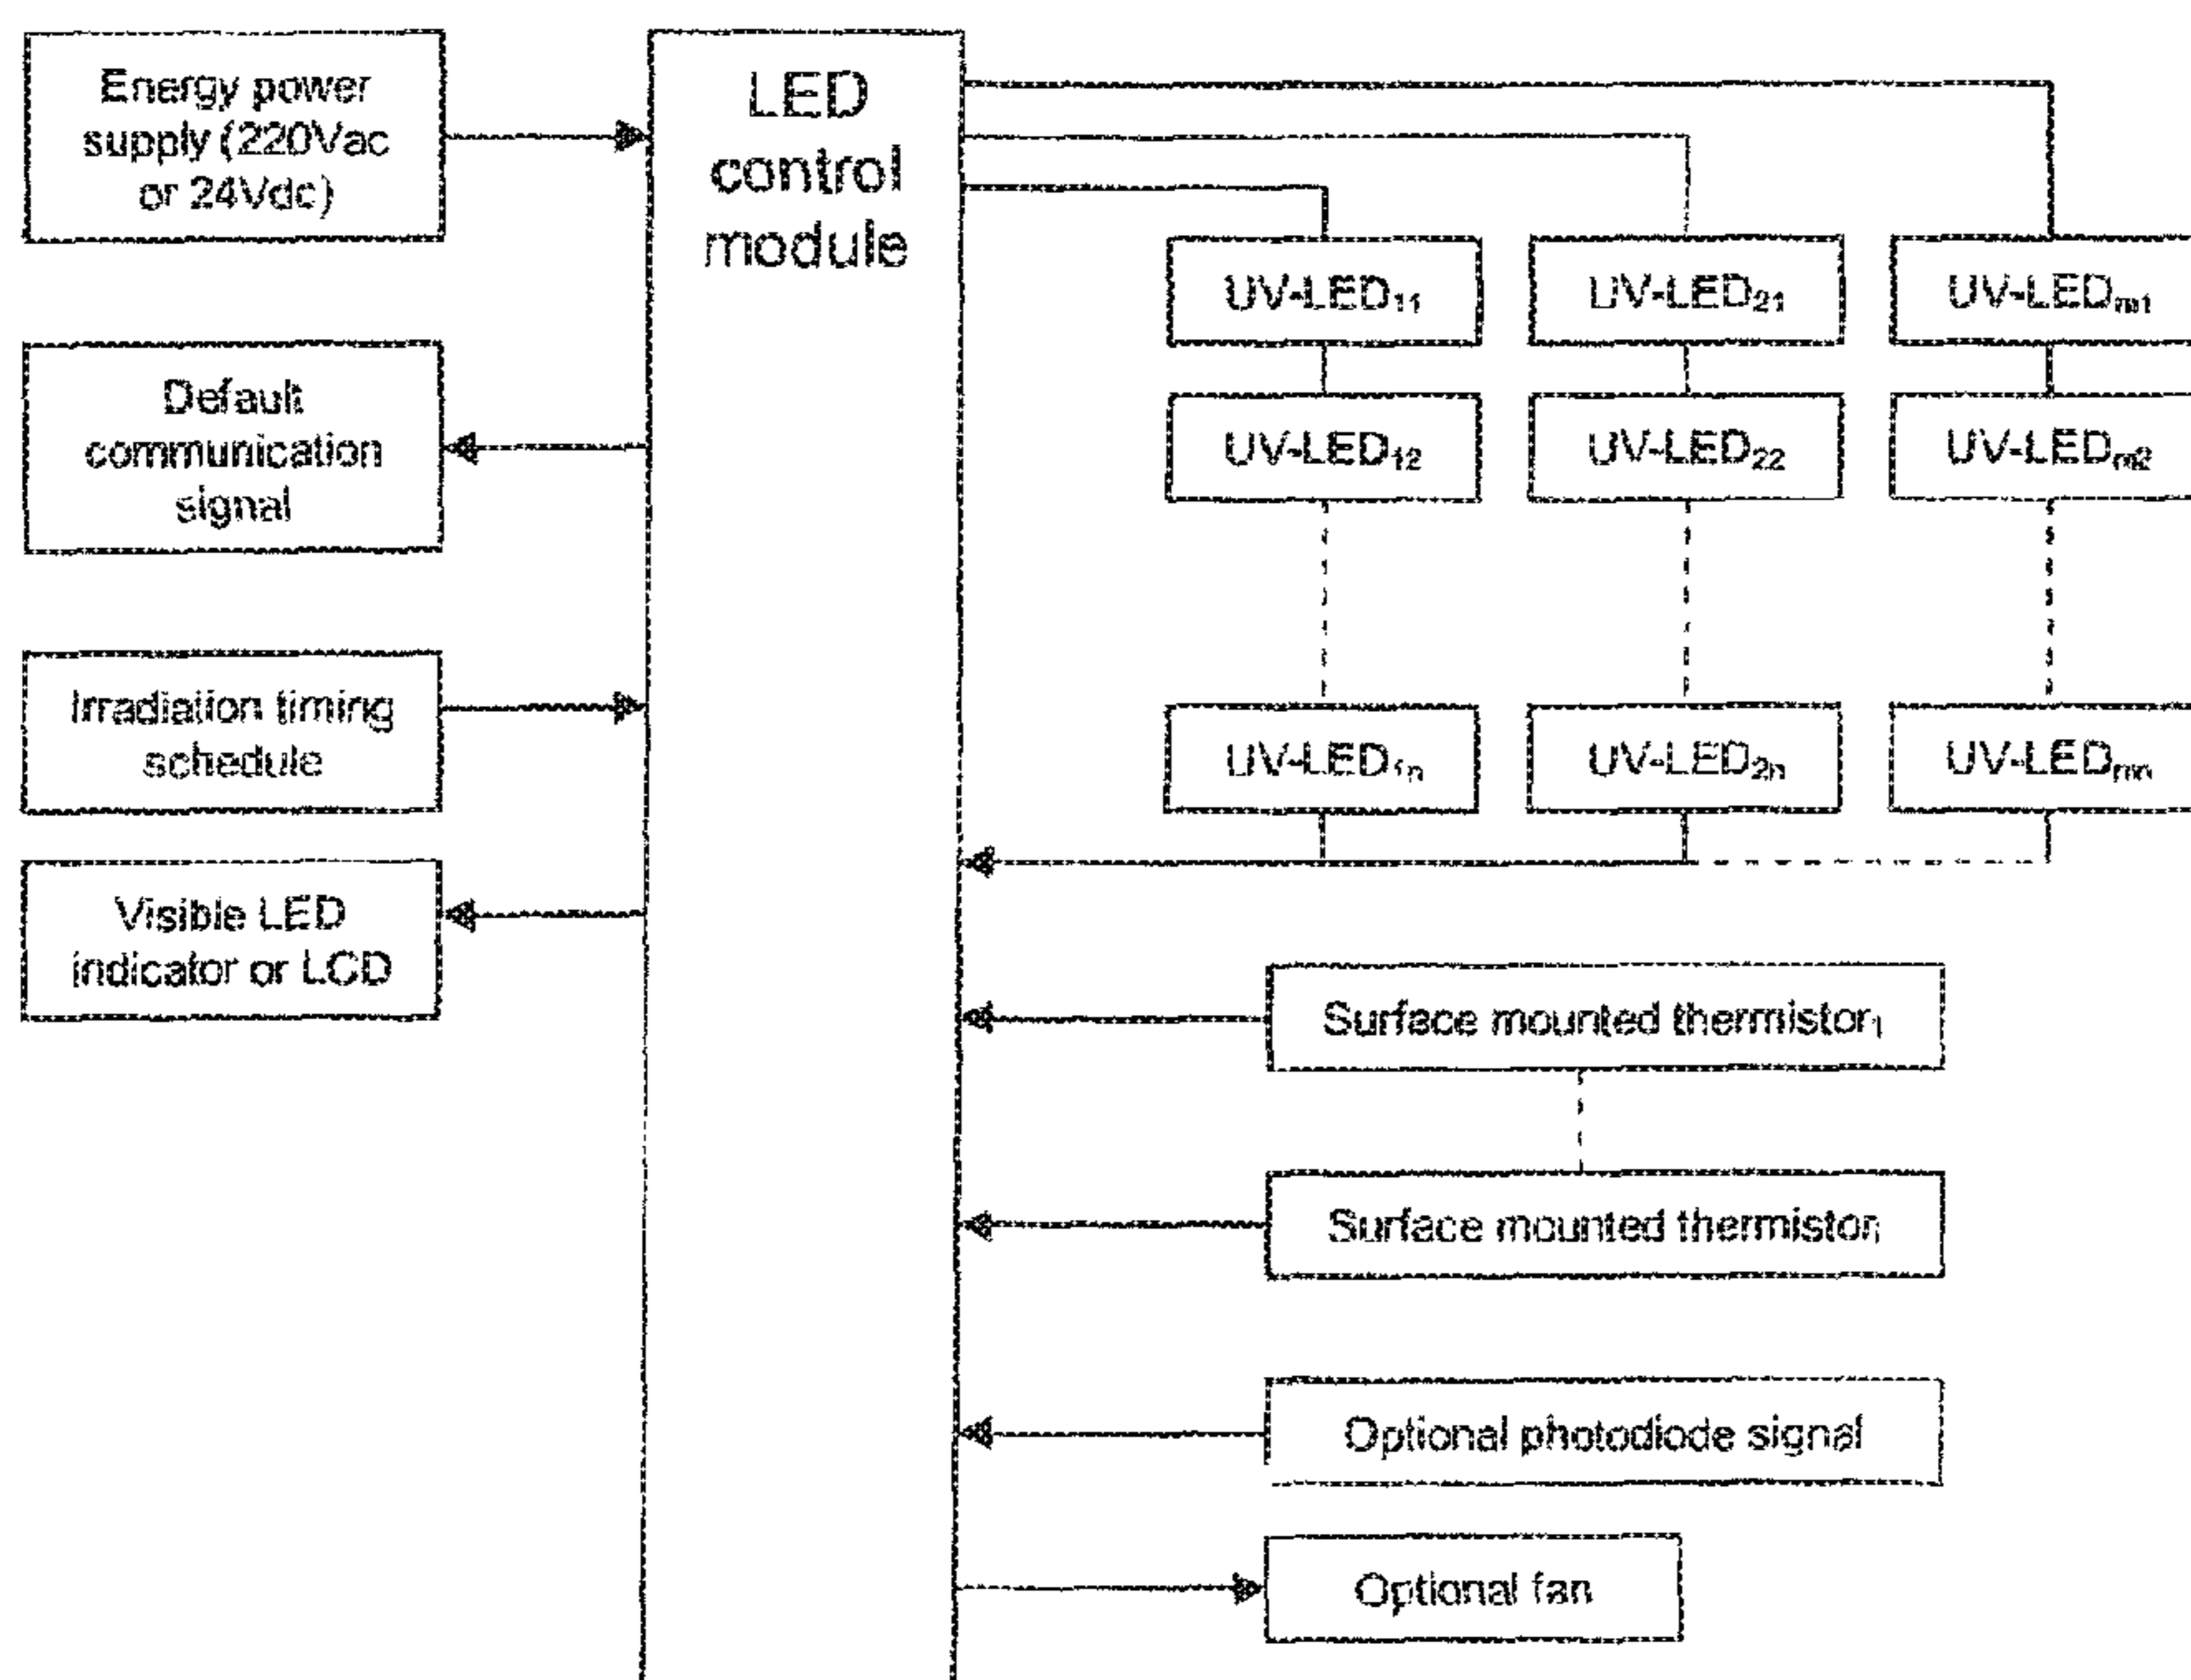 Energy power
supply (220Vac
or 24Vdc)
Default
communication
signal
Irradiation timing
schedule
Visible LED
indicator or LCD
LED
control
module
UV-LED₁₁
UV-LED₂₁
UV-LEDₘ₁
UV-LED₁₂
UV-LED₂₂
UV-LEDₘ₂
UV-LED₁ₙ
UV-LED₂ₙ
UV-LEDₘₙ
Surface mounted thermistor₁
Surface mounted thermistorᵢ
Optional photodiode signal
Optional fan